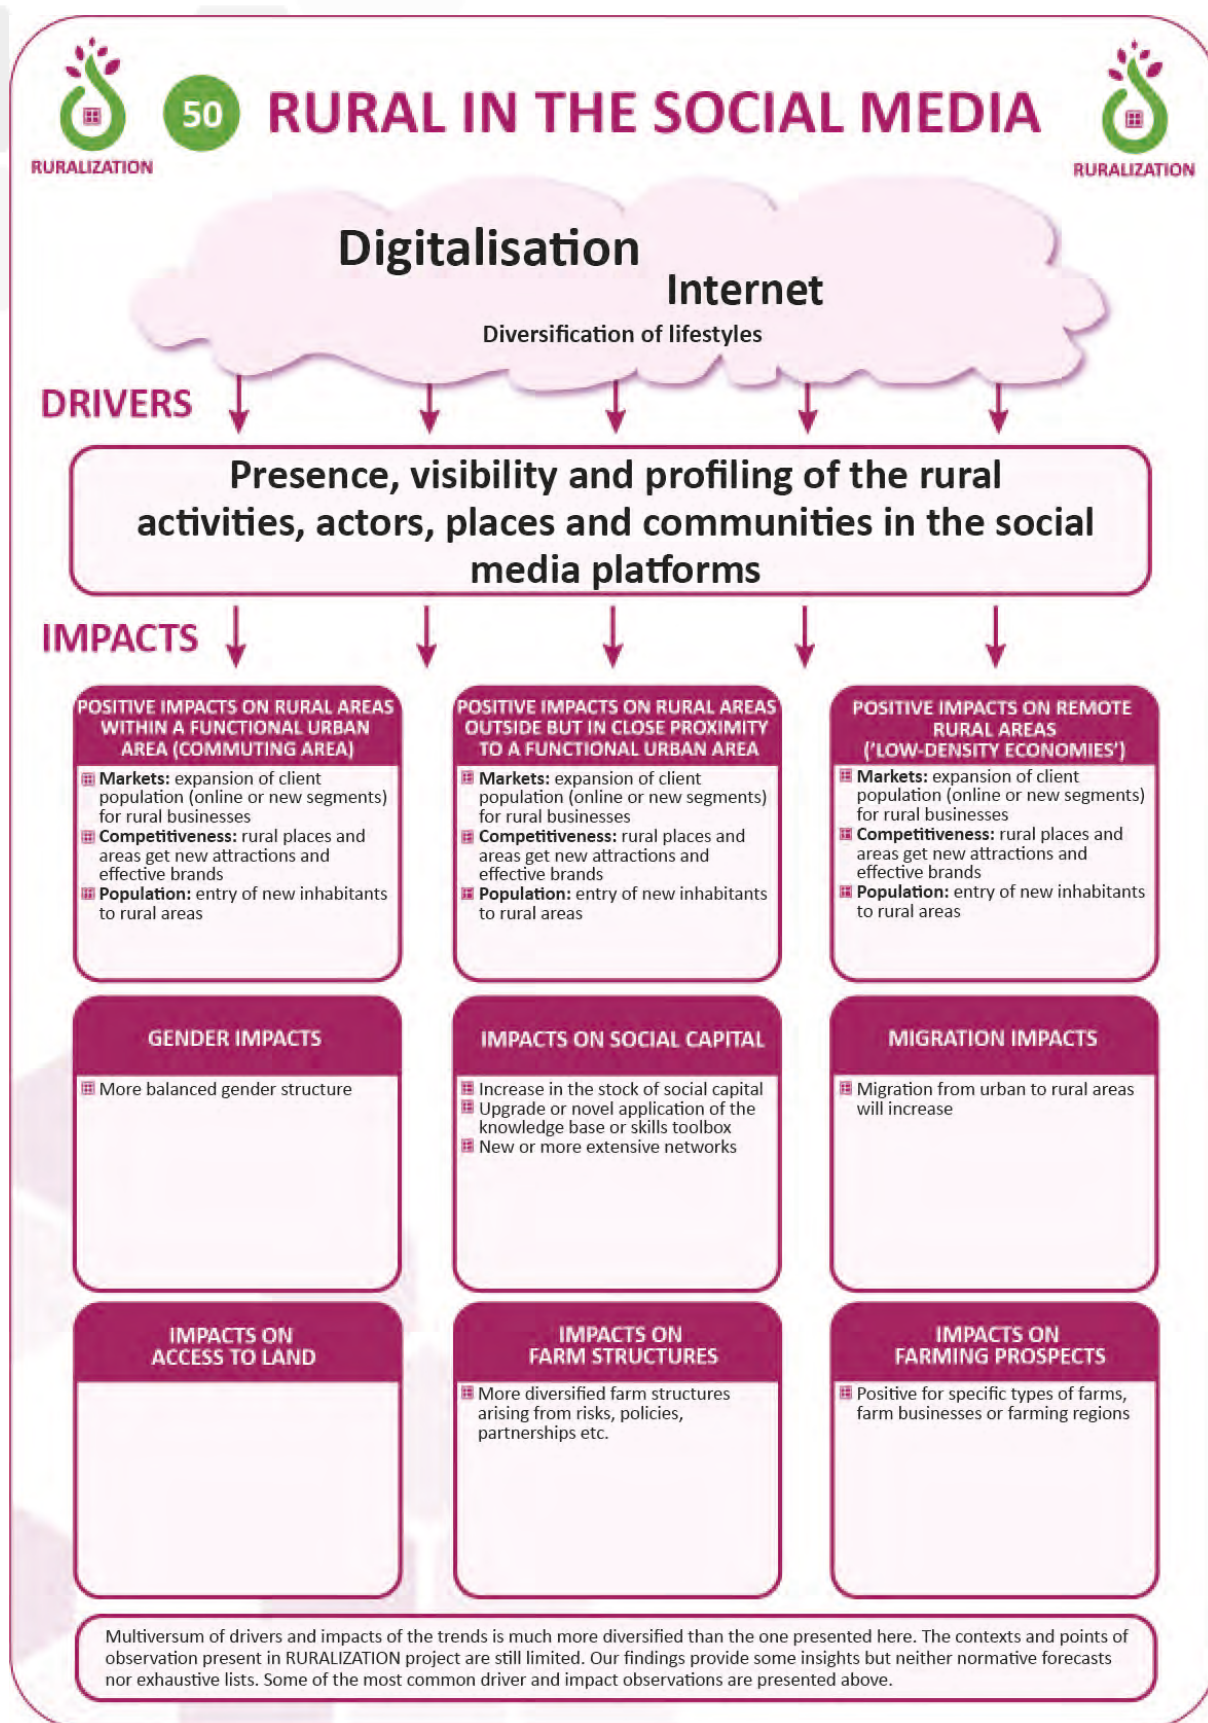 50 RURAL IN THE SOCIAL MEDIA
RURALIZATION
RURALIZATION
Digitalisation
Internet
Diversification of lifestyles
DRIVERS
Presence, visibility and profiling of the rural
activities, actors, places and communities in the social
media platforms
IMPACTS
POSITIVE IMPACTS ON RURAL AREAS
WITHIN A FUNCTIONAL URBAN
AREA (COMMUTING AREA)
Markets: expansion of client
population (online or new segments)
for rural businesses
Competitiveness: rural places and
areas get new attractions and
effective brands
Population: entry of new inhabitants
to rural areas
POSITIVE IMPACTS ON RURAL AREAS
OUTSIDE BUT IN CLOSE PROXIMITY
TO A FUNCTIONAL URBAN AREA
Markets: expansion of client
population (online or new segments)
for rural businesses
Competitiveness: rural places and
areas get new attractions and
effective brands
Population: entry of new inhabitants
to rural areas
POSITIVE IMPACTS ON REMOTE
RURAL AREAS
('LOW-DENSITY ECONOMIES')
Markets: expansion of client
population (online or new segments)
for rural businesses
Competitiveness: rural places and
areas get new attractions and
effective brands
Population: entry of new inhabitants
to rural areas
GENDER IMPACTS
More balanced gender structure
IMPACTS ON SOCIAL CAPITAL
Increase in the stock of social capital
Upgrade or novel application of the
knowledge base or skills toolbox
New or more extensive networks
MIGRATION IMPACTS
Migration from urban to rural areas
will increase
IMPACTS ON
ACCESS TO LAND
IMPACTS ON
FARM STRUCTURES
More diversified farm structures
arising from risks, policies,
partnerships etc.
IMPACTS ON
FARMING PROSPECTS
Positive for specific types of farms,
farm businesses or farming regions
Multiversum of drivers and impacts of the trends is much more diversified than the one presented here. The contexts and points of
observation present in RURALIZATION project are still limited. Our findings provide some insights but neither normative forecasts
nor exhaustive lists. Some of the most common driver and impact observations are presented above.